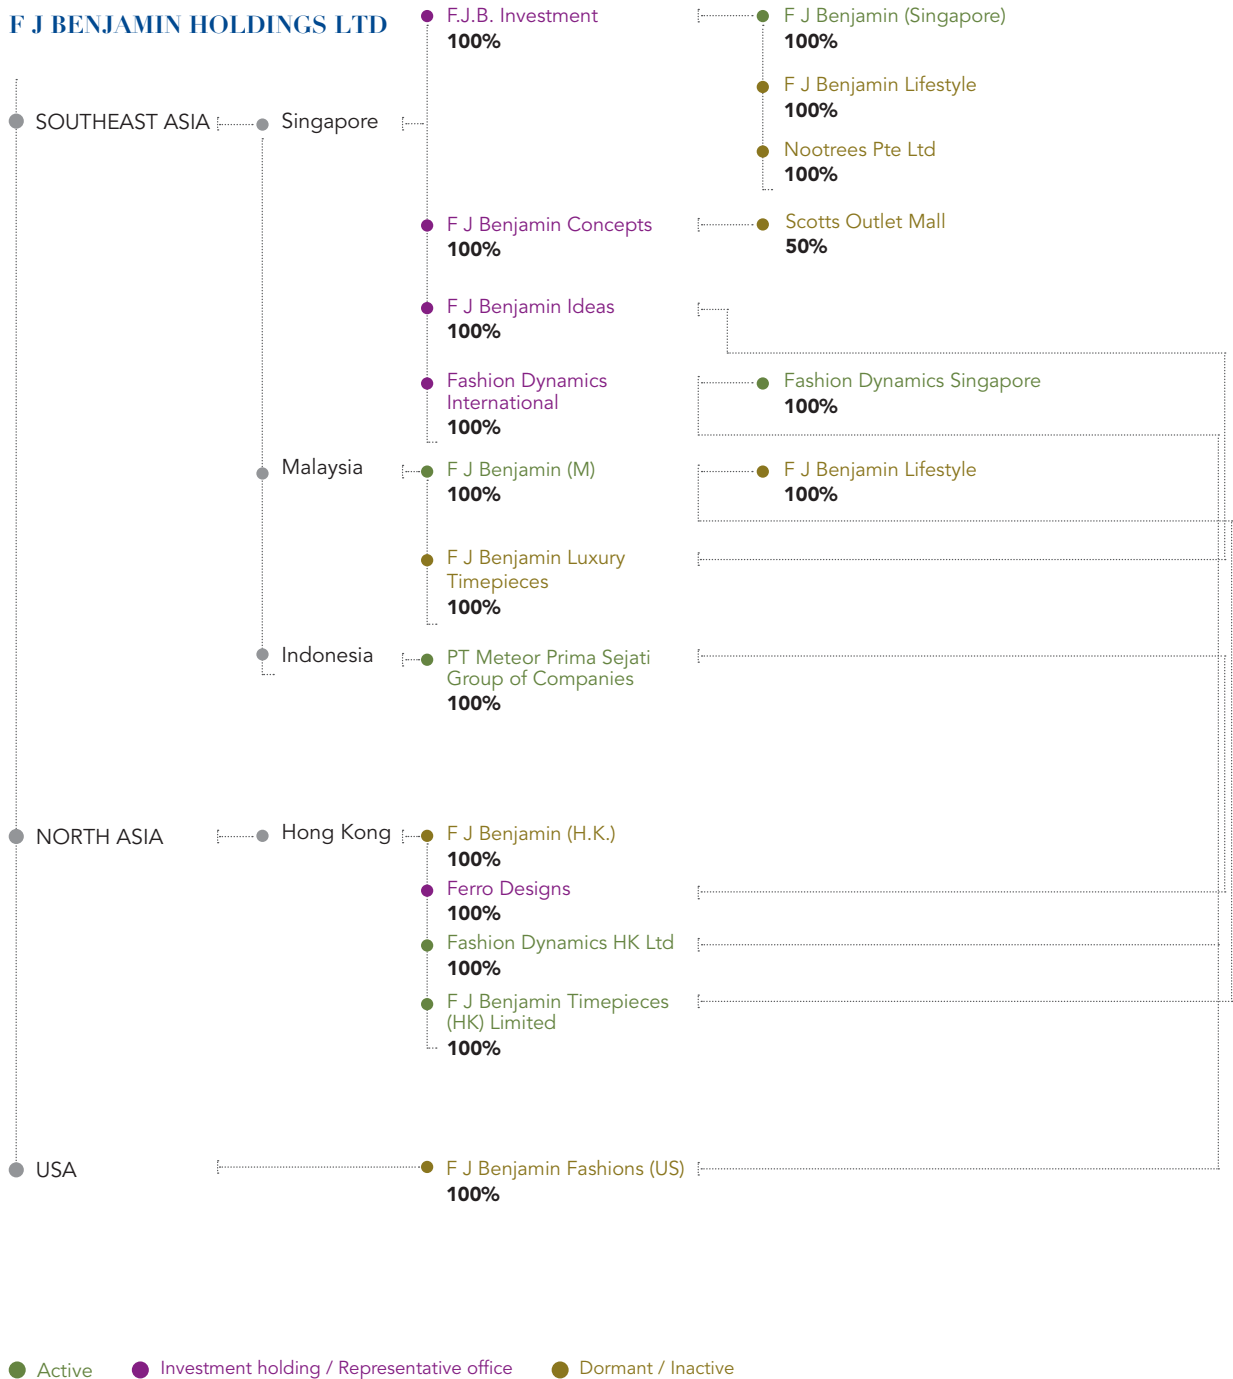 F J BENJAMIN HOLDINGS LTD
F.J.B. Investment
100%
F J Benjamin (Singapore)
100%
F J Benjamin Lifestyle
100%
SOUTHEAST ASIA
Singapore
Nootrees Pte Ltd
100%
F J Benjamin Concepts
100%
Scotts Outlet Mall
50%
F J Benjamin Ideas
100%
Fashion Dynamics
International
100%
Fashion Dynamics Singapore
100%
Malaysia
F J Benjamin (M)
100%
F J Benjamin Lifestyle
100%
F J Benjamin Luxury
Timepieces
100%
Indonesia
PT Meteor Prima Sejati
Group of Companies
100%
NORTH ASIA
Hong Kong
F J Benjamin (H.K.)
100%
Ferro Designs
100%
Fashion Dynamics HK Ltd
100%
F J Benjamin Timepieces
(HK) Limited
100%
USA
F J Benjamin Fashions (US)
100%
Active
Investment holding / Representative office
Dormant / Inactive